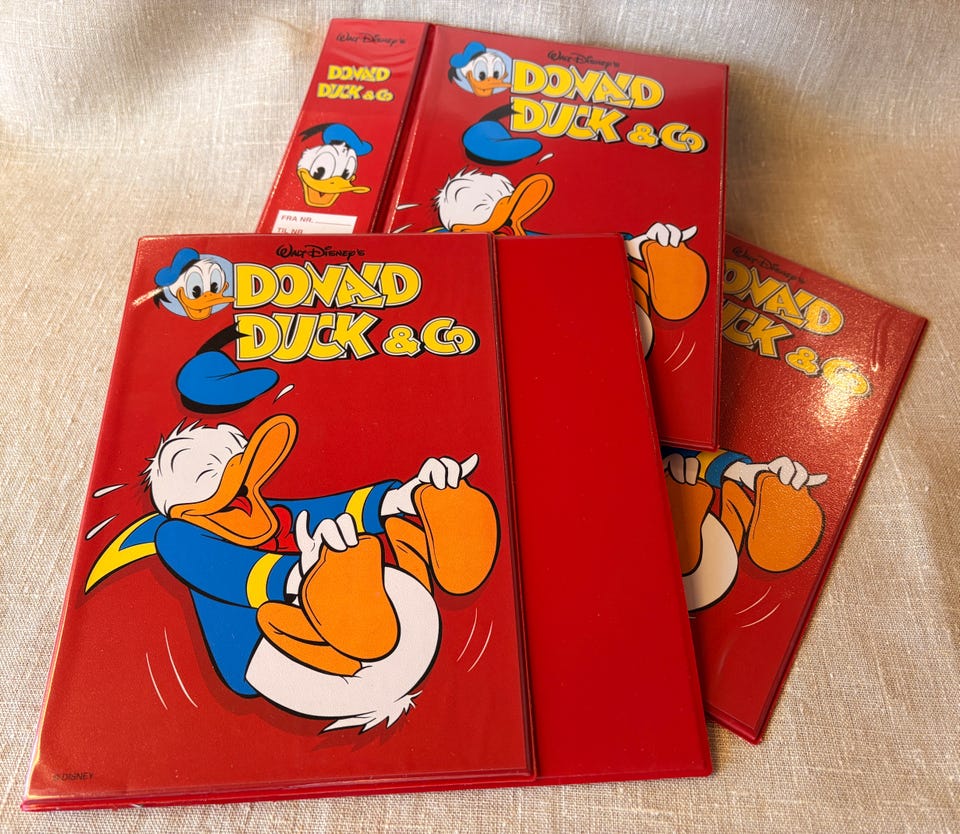 Walt Disney's
DONALD
DUCK & Co
FRA NR.
TIL NR.
Walt Disney's
DONALD
DUCK & Co
Walt Disney's
DONALD
DUCK & Co
© DISNEY
Walt Disney's
DONALD
DUCK & Co